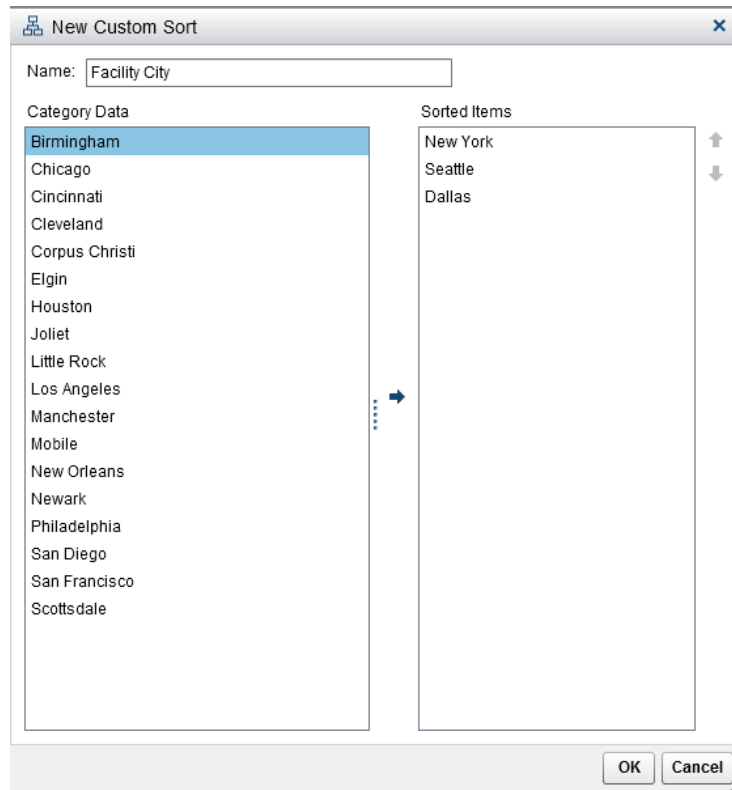 New Custom Sort
Name: Facility City
Category Data
Birmingham
Chicago
Cincinnati
Cleveland
Corpus Christi
Elgin
Houston
Joliet
Little Rock
Los Angeles
Manchester
Mobile
New Orleans
Newark
Philadelphia
San Diego
San Francisco
Scottsdale
Sorted Items
New York
Seattle
Dallas
OK Cancel